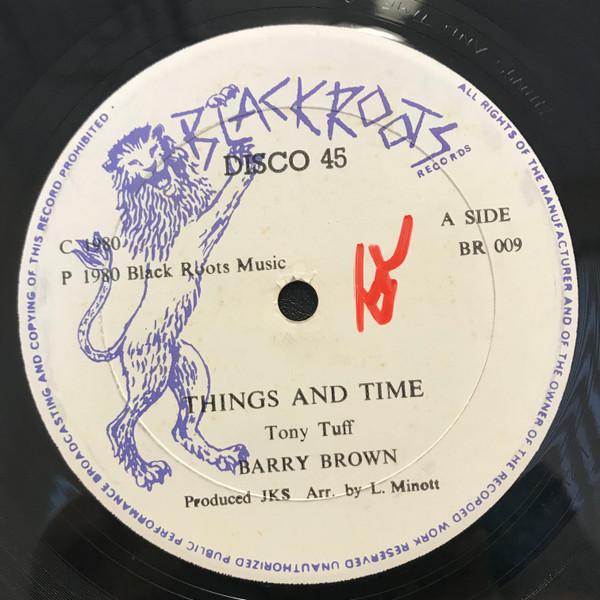 BLACKROOTS
RECORDS
DISCO 45
A SIDE
BR 009
C 1980
P 1980 Black Roots Music
THINGS AND TIME
Tony Tuff
BARRY BROWN
Produced JKS Arr. by L. Minott
ALL RIGHTS OF THE MANUFACTURER AND OF THE OWNER OF THE RECORDED WORK RESERVED UNAUTHORIZED PUBLIC PERFORMANCE BROADCASTING AND COPYING OF THIS RECORD PROHIBITED